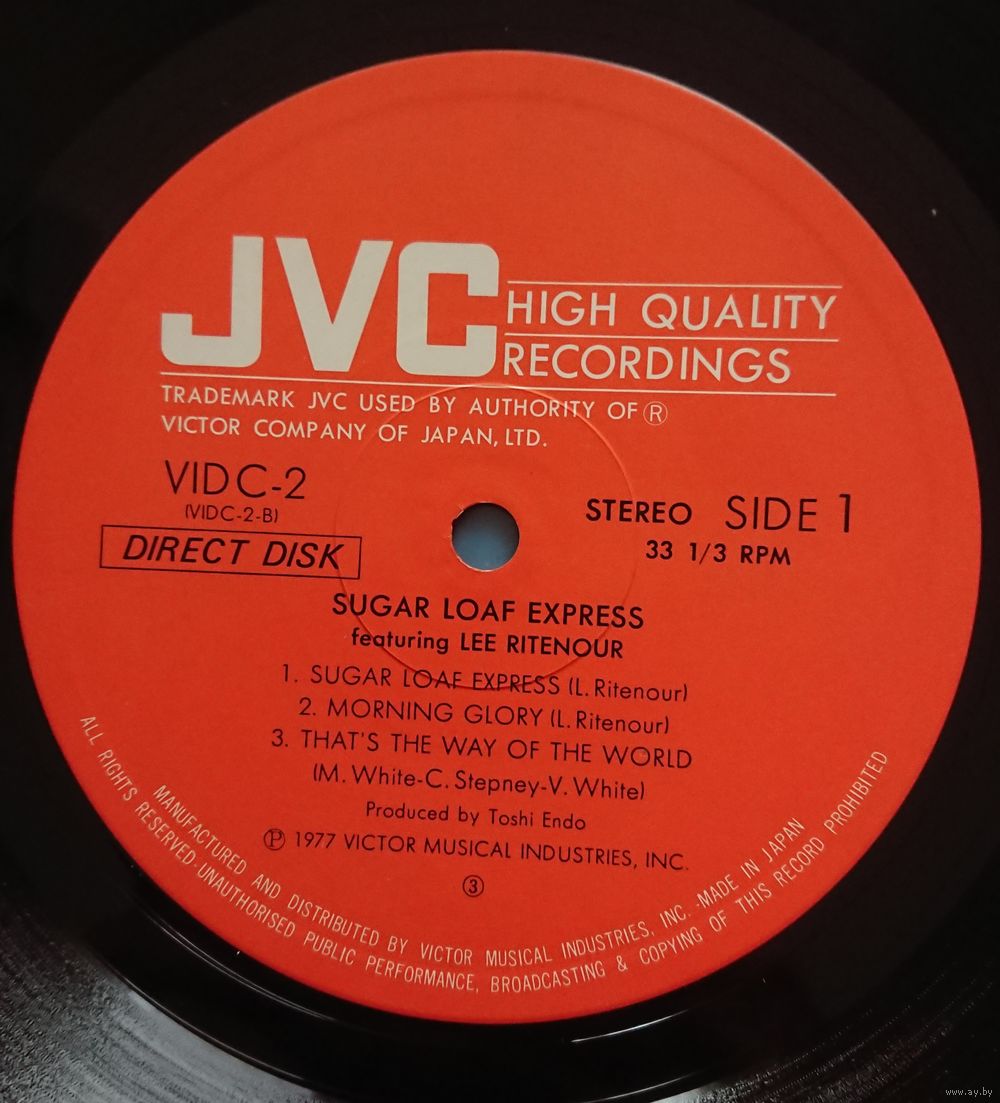 JVC
HIGH QUALITY
RECORDINGS
TRADEMARK JVC USED BY AUTHORITY OF ®
VICTOR COMPANY OF JAPAN, LTD.
VIDC-2
(VIDC-2-B)
DIRECT DISK
STEREO SIDE 1
33 1/3 RPM
SUGAR LOAF EXPRESS
featuring LEE RITENOUR
1. SUGAR LOAF EXPRESS (L. Ritenour)
2. MORNING GLORY (L. Ritenour)
3. THAT'S THE WAY OF THE WORLD
(M. White-C. Stepney-V. White)
Produced by Toshi Endo
Ⓟ 1977 VICTOR MUSICAL INDUSTRIES, INC.
③
MANUFACTURED AND DISTRIBUTED BY VICTOR MUSICAL INDUSTRIES, INC. -MADE IN JAPAN
ALL RIGHTS RESERVED-UNAUTHORISED PUBLIC PERFORMANCE, BROADCASTING & COPYING OF THIS RECORD PROHIBITED
www.ay.by